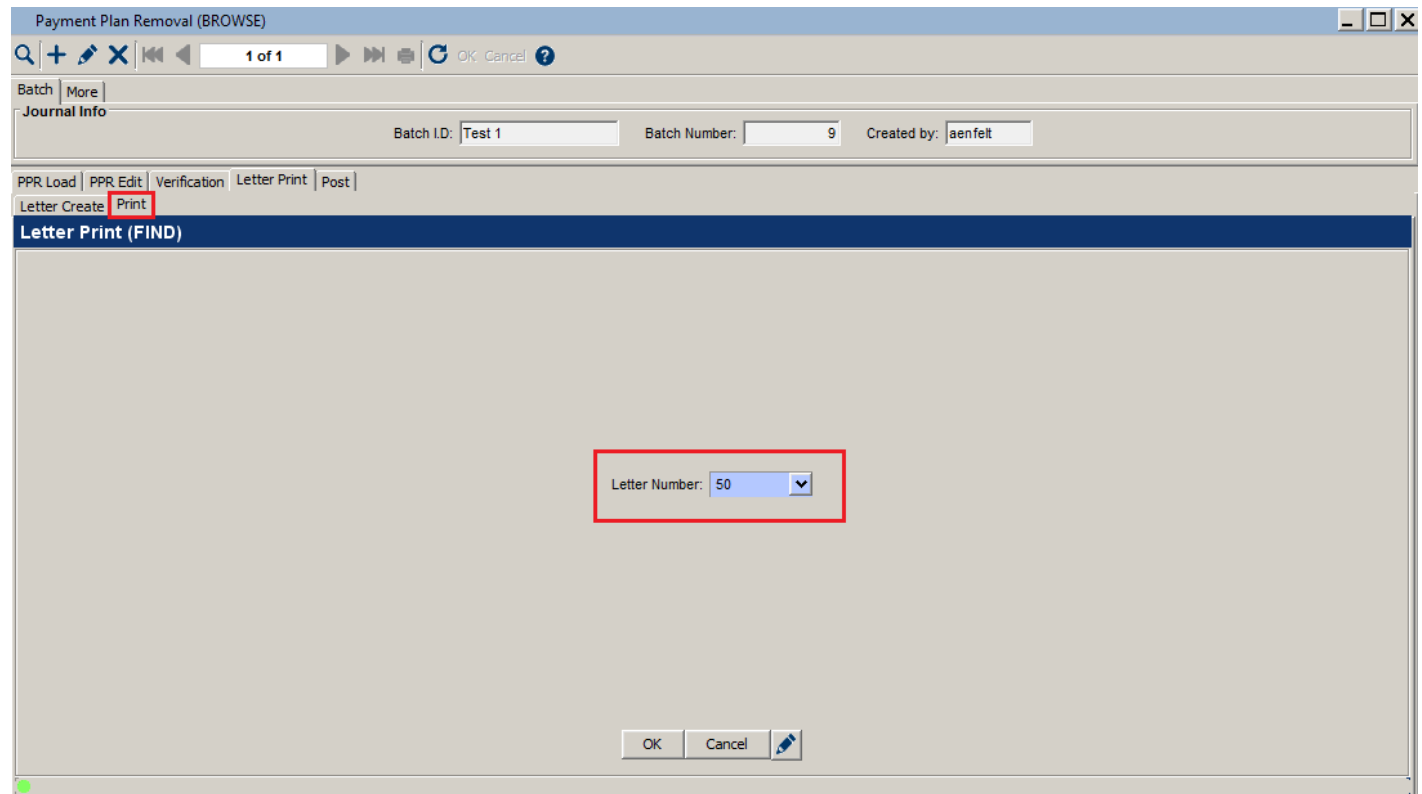 Payment Plan Removal (BROWSE)
1 of 1 OK Cancel ?
Batch More
Journal Info
Batch I.D: Test 1 Batch Number: 9 Created by: aenfelt
PPR Load PPR Edit Verification Letter Print Post
Letter Create Print
Letter Print (FIND)
Letter Number: 50
OK Cancel